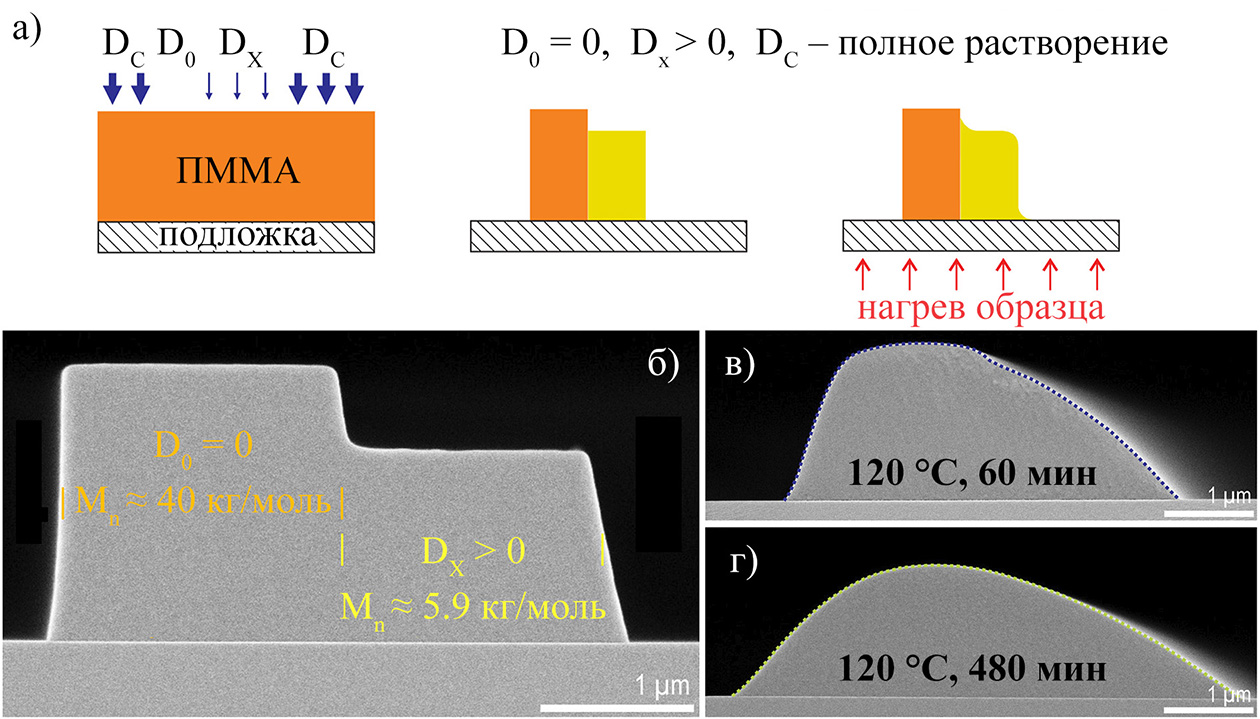 а)
D_C D_0 D_X D_C
D_0 = 0, D_x > 0, D_C – полное растворение
ПММА
подложка
нагрев образца
б)
D_0 = 0
M_n ≈ 40 кг/моль
D_X > 0
M_n ≈ 5.9 кг/моль
1 μm
в)
120 °C, 60 мин
1 μm
г)
120 °C, 480 мин
1 μm